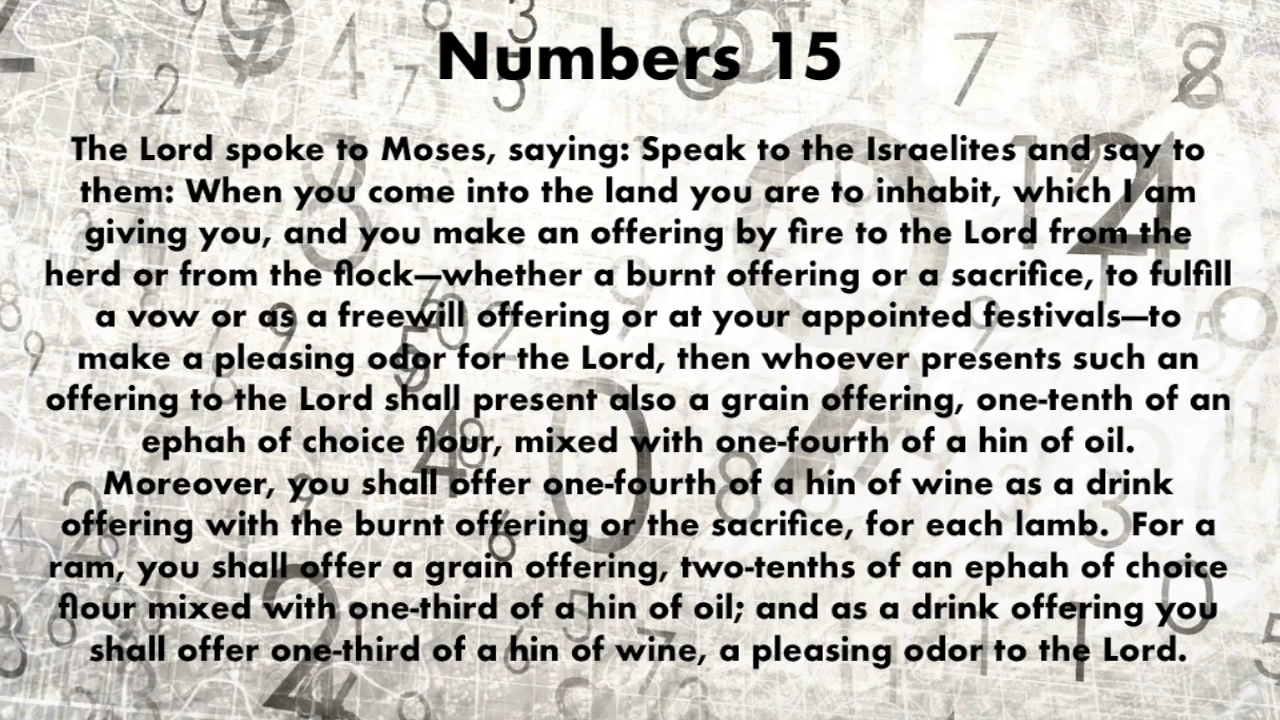 Numbers 15
The Lord spoke to Moses, saying: Speak to the Israelites and say to
them: When you come into the land you are to inhabit, which I am
giving you, and you make an offering by fire to the Lord from the
herd or from the flock—whether a burnt offering or a sacrifice, to fulfill
a vow or as a freewill offering or at your appointed festivals—to
make a pleasing odor for the Lord, then whoever presents such an
offering to the Lord shall present also a grain offering, one-tenth of an
ephah of choice flour, mixed with one-fourth of a hin of oil.
Moreover, you shall offer one-fourth of a hin of wine as a drink
offering with the burnt offering or the sacrifice, for each lamb.  For a
ram, you shall offer a grain offering, two-tenths of an ephah of choice
flour mixed with one-third of a hin of oil; and as a drink offering you
shall offer one-third of a hin of wine, a pleasing odor to the Lord.